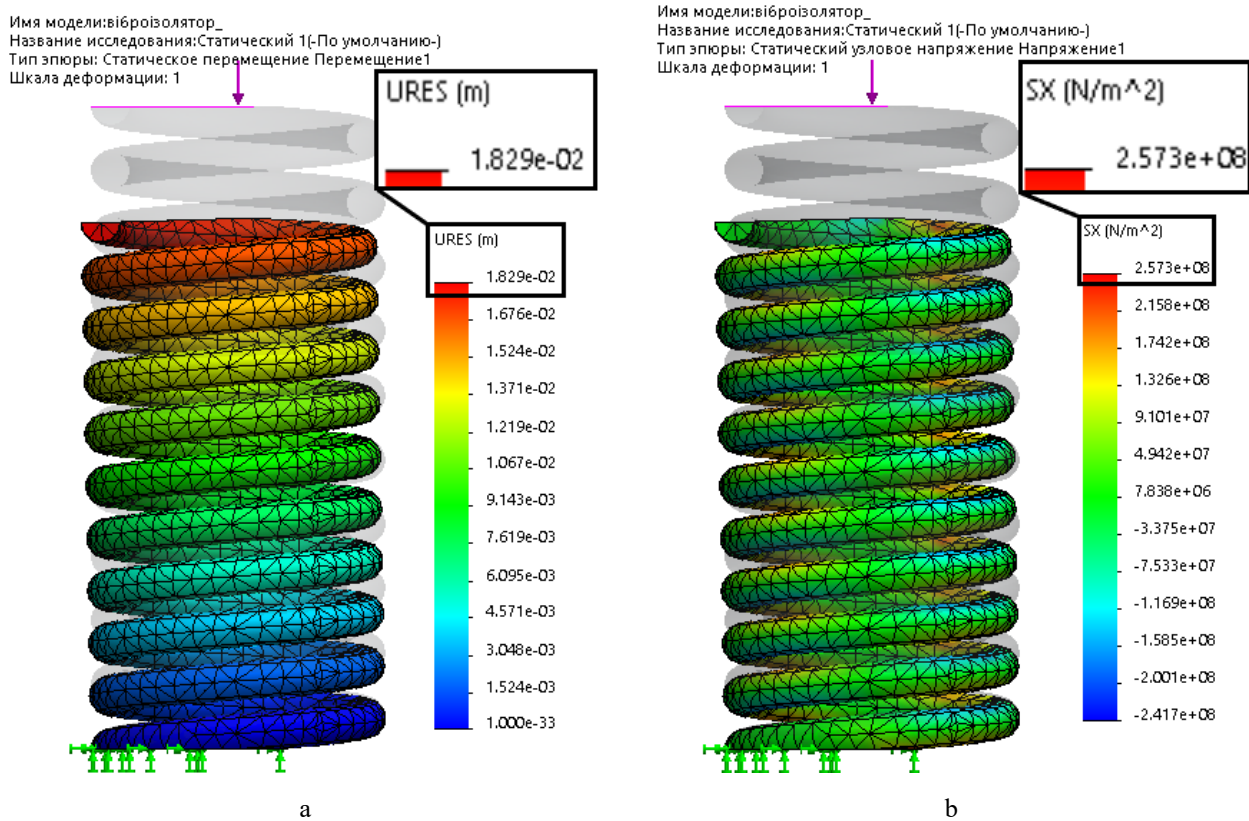 Имя модели:віброізолятор_
Название исследования:Статический 1(-По умолчанию-)
Тип эпюры: Статическое перемещение Перемещение1
Шкала деформации: 1
URES (m)
1.829e-02
URES (m)
1.829e-02
1.676e-02
1.524e-02
1.371e-02
1.219e-02
1.067e-02
9.143e-03
7.619e-03
6.095e-03
4.571e-03
3.048e-03
1.524e-03
1.000e-33
a
Имя модели:віброізолятор_
Название исследования:Статический 1(-По умолчанию-)
Тип эпюры: Статический узловое напряжение Напряжение1
Шкала деформации: 1
SX (N/m^2)
2.573e+08
SX (N/m^2)
2.573e+08
2.158e+08
1.742e+08
1.326e+08
9.101e+07
4.942e+07
7.838e+06
-3.375e+07
-7.533e+07
-1.169e+08
-1.585e+08
-2.001e+08
-2.417e+08
b